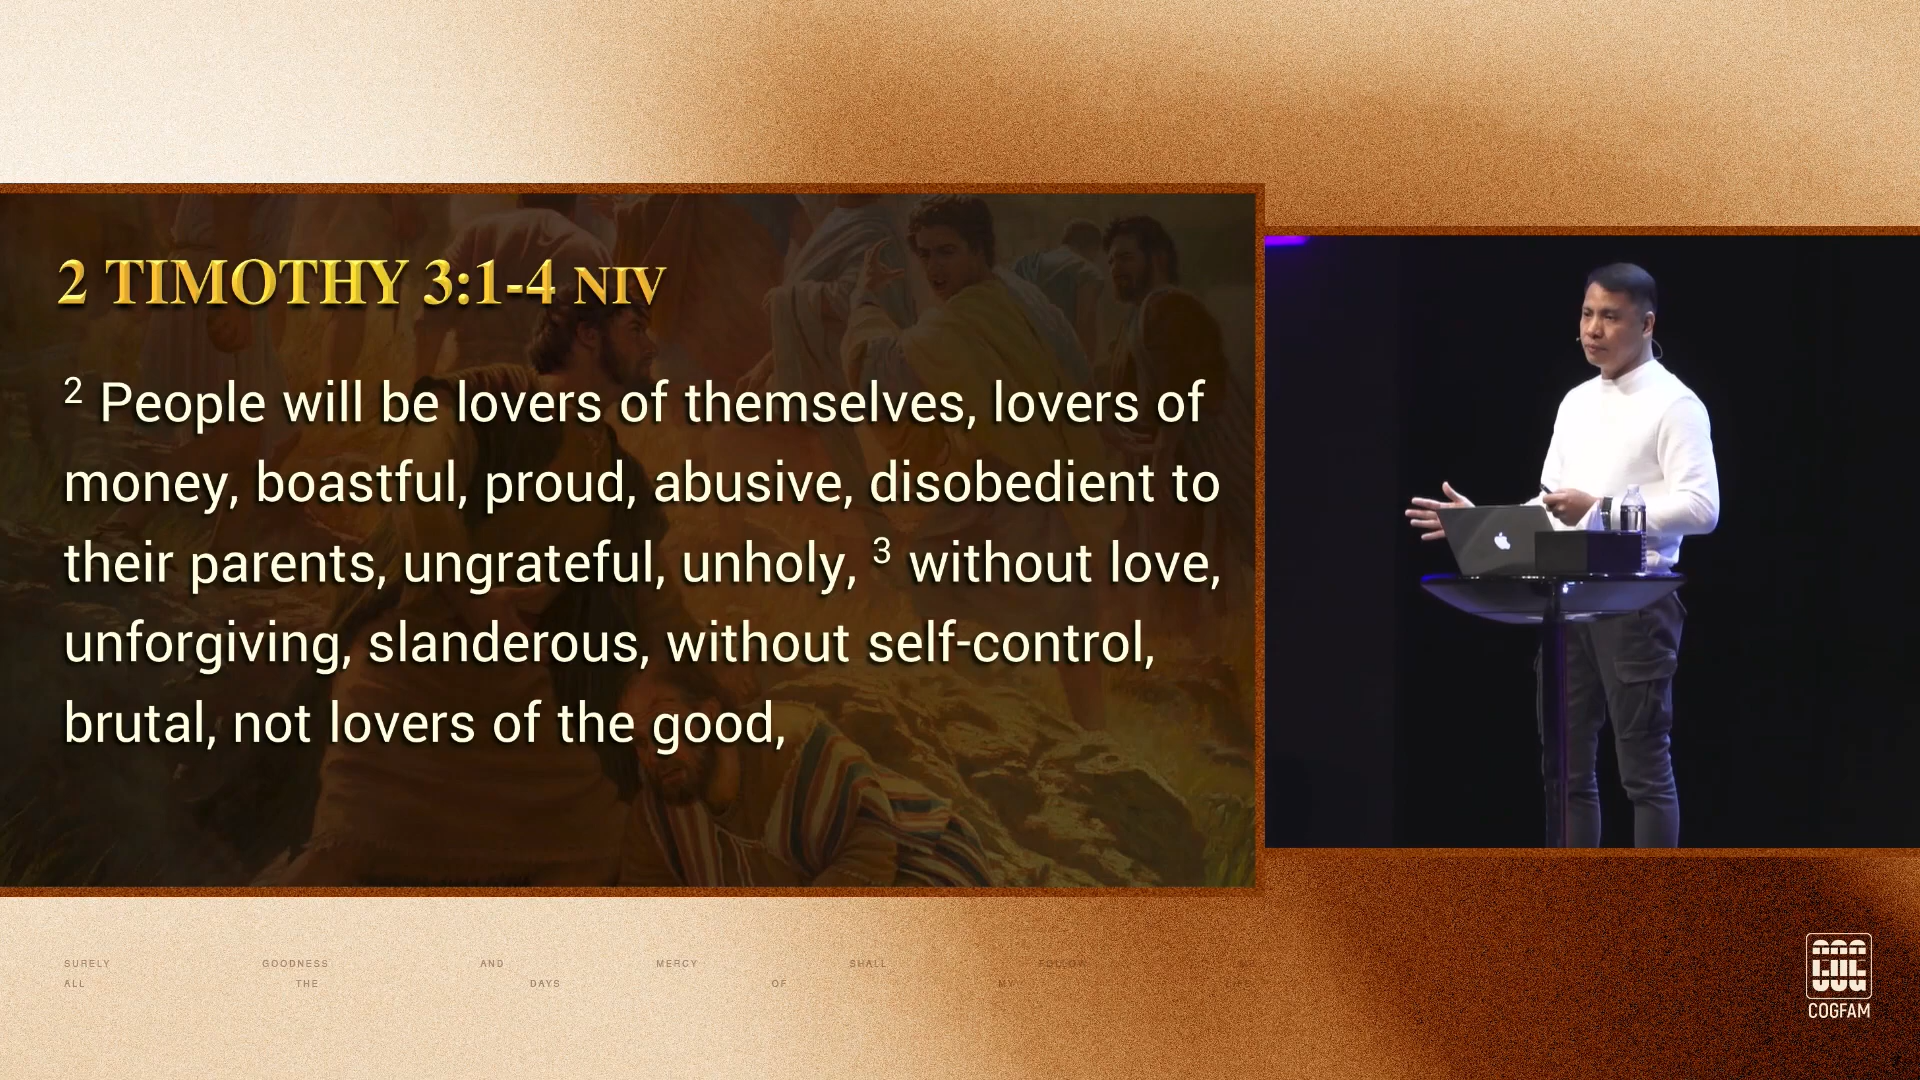 2 TIMOTHY 3:1-4 NIV
2 People will be lovers of themselves, lovers of
money, boastful, proud, abusive, disobedient to
their parents, ungrateful, unholy, 3 without love,
unforgiving, slanderous, without self-control,
brutal, not lovers of the good,
SURELY GOODNESS AND MERCY SHALL FOLLOW
ALL THE DAYS OF MY
COGFAM